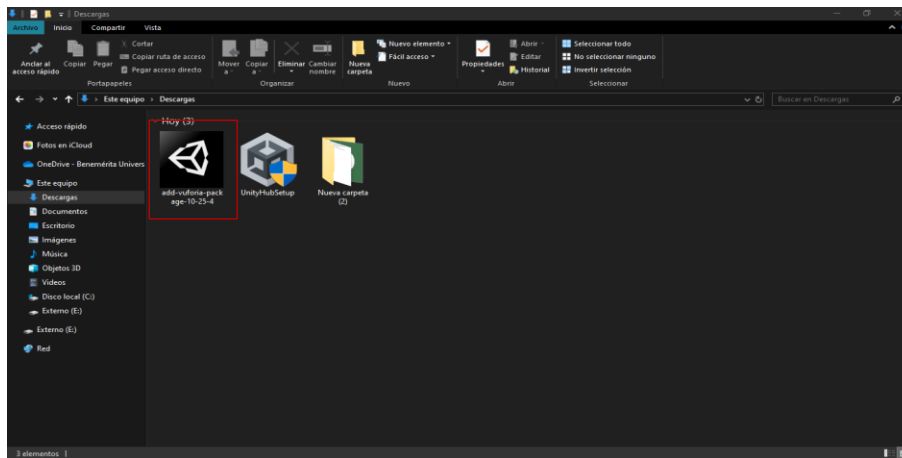 Descargas
Archivo Inicio Compartir Vista
Anclar al acceso rápido
Copiar
Pegar
Cortar
Copiar ruta de acceso
Pegar acceso directo
Portapapeles
Mover a
Copiar a
Eliminar
Cambiar nombre
Organizar
Nueva carpeta
Nuevo elemento
Fácil acceso
Nuevo
Propiedades
Abrir
Editar
Historial
Abrir
Seleccionar todo
No seleccionar ninguno
Invertir selección
Seleccionar
Este equipo › Descargas
Buscar en Descargas
Acceso rápido
Fotos en iCloud
OneDrive - Benemérita Univers
Este equipo
Descargas
Documentos
Escritorio
Imágenes
Música
Objetos 3D
Videos
Disco local (C:)
Externo (E:)
Externo (E:)
Red
Hoy (3)
add-vuforia-pack
age-10-25-4
UnityHubSetup
Nueva carpeta
(2)
3 elementos